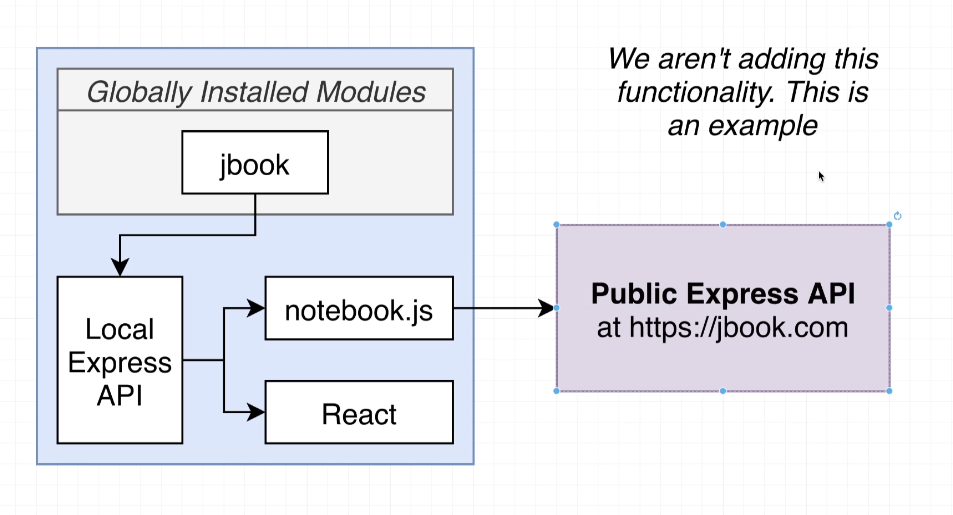 We aren't adding this
functionality. This is
an example
Globally Installed Modules
jbook
Local
Express
API
notebook.js
React
Public Express API
at https://jbook.com